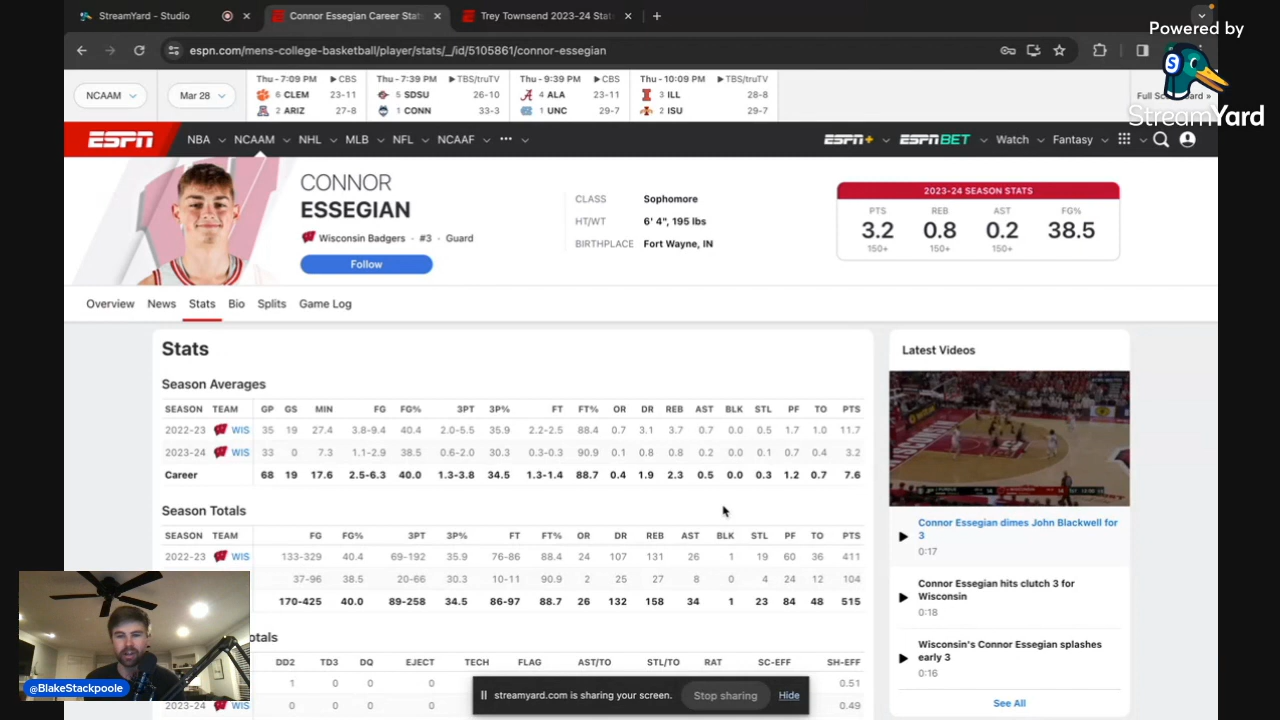 StreamYard - Studio
Connor Essegian Career Stat
Trey Townsend 2023-24 Stat
espn.com/mens-college-basketball/player/stats/_/id/5105861/connor-essegian
Powered by
StreamYard
NCAAM
Mar 28
Thu - 7:09 PM CBS
6 CLEM 23-11
2 ARIZ 27-8
Thu - 7:39 PM TBS/truTV
5 SDSU 26-10
1 CONN 33-3
Thu - 9:39 PM CBS
4 ALA 23-11
1 UNC 29-7
Thu - 10:09 PM TBS/truTV
3 ILL 28-8
2 ISU 29-7
ESPN NBA NCAAM NHL MLB NFL NCAAF ESPN+ ESPN BET Watch Fantasy
CONNOR
ESSEGIAN
Wisconsin Badgers · #3 · Guard
Follow
CLASS Sophomore
HT/WT 6' 4", 195 lbs
BIRTHPLACE Fort Wayne, IN
2023-24 SEASON STATS
PTS REB AST FG%
3.2 0.8 0.2 38.5
150+ 150+ 150+
Overview News Stats Bio Splits Game Log
Stats
Season Averages
SEASON TEAM GP GS MIN FG FG% 3PT 3P% FT FT% OR DR REB AST BLK STL PF TO PTS
2022-23 WIS 35 19 27.4 3.8-9.4 40.4 2.0-5.5 35.9 2.2-2.5 88.4 0.7 3.1 3.7 0.7 0.0 0.5 1.7 1.0 11.7
2023-24 WIS 33 0 7.3 1.1-2.9 38.5 0.6-2.0 30.3 0.3-0.3 90.9 0.1 0.8 0.8 0.2 0.0 0.1 0.7 0.4 3.2
Career 68 19 17.6 2.5-6.3 40.0 1.3-3.8 34.5 1.3-1.4 88.7 0.4 1.9 2.3 0.5 0.0 0.3 1.2 0.7 7.6
Season Totals
SEASON TEAM FG FG% 3PT 3P% FT FT% OR DR REB AST BLK STL PF TO PTS
2022-23 WIS 133-329 40.4 69-192 35.9 76-86 88.4 24 107 131 26 1 19 60 36 411
37-96 38.5 20-66 30.3 10-11 90.9 2 25 27 8 0 4 24 12 104
170-425 40.0 89-258 34.5 86-97 88.7 26 132 158 34 1 23 84 48 515
otals
DD2 TD3 DQ EJECT TECH FLAG AST/TO STL/TO RAT SC-EFF SH-EFF
1 0 0 0 0.51
2023-24 WIS 0 0 0 0 0.49
Latest Videos
Connor Essegian dimes John Blackwell for
3
0:17
Connor Essegian hits clutch 3 for
Wisconsin
0:18
Wisconsin's Connor Essegian splashes
early 3
0:16
See All
@BlakeStackpoole
streamyard.com is sharing your screen. Stop sharing Hide